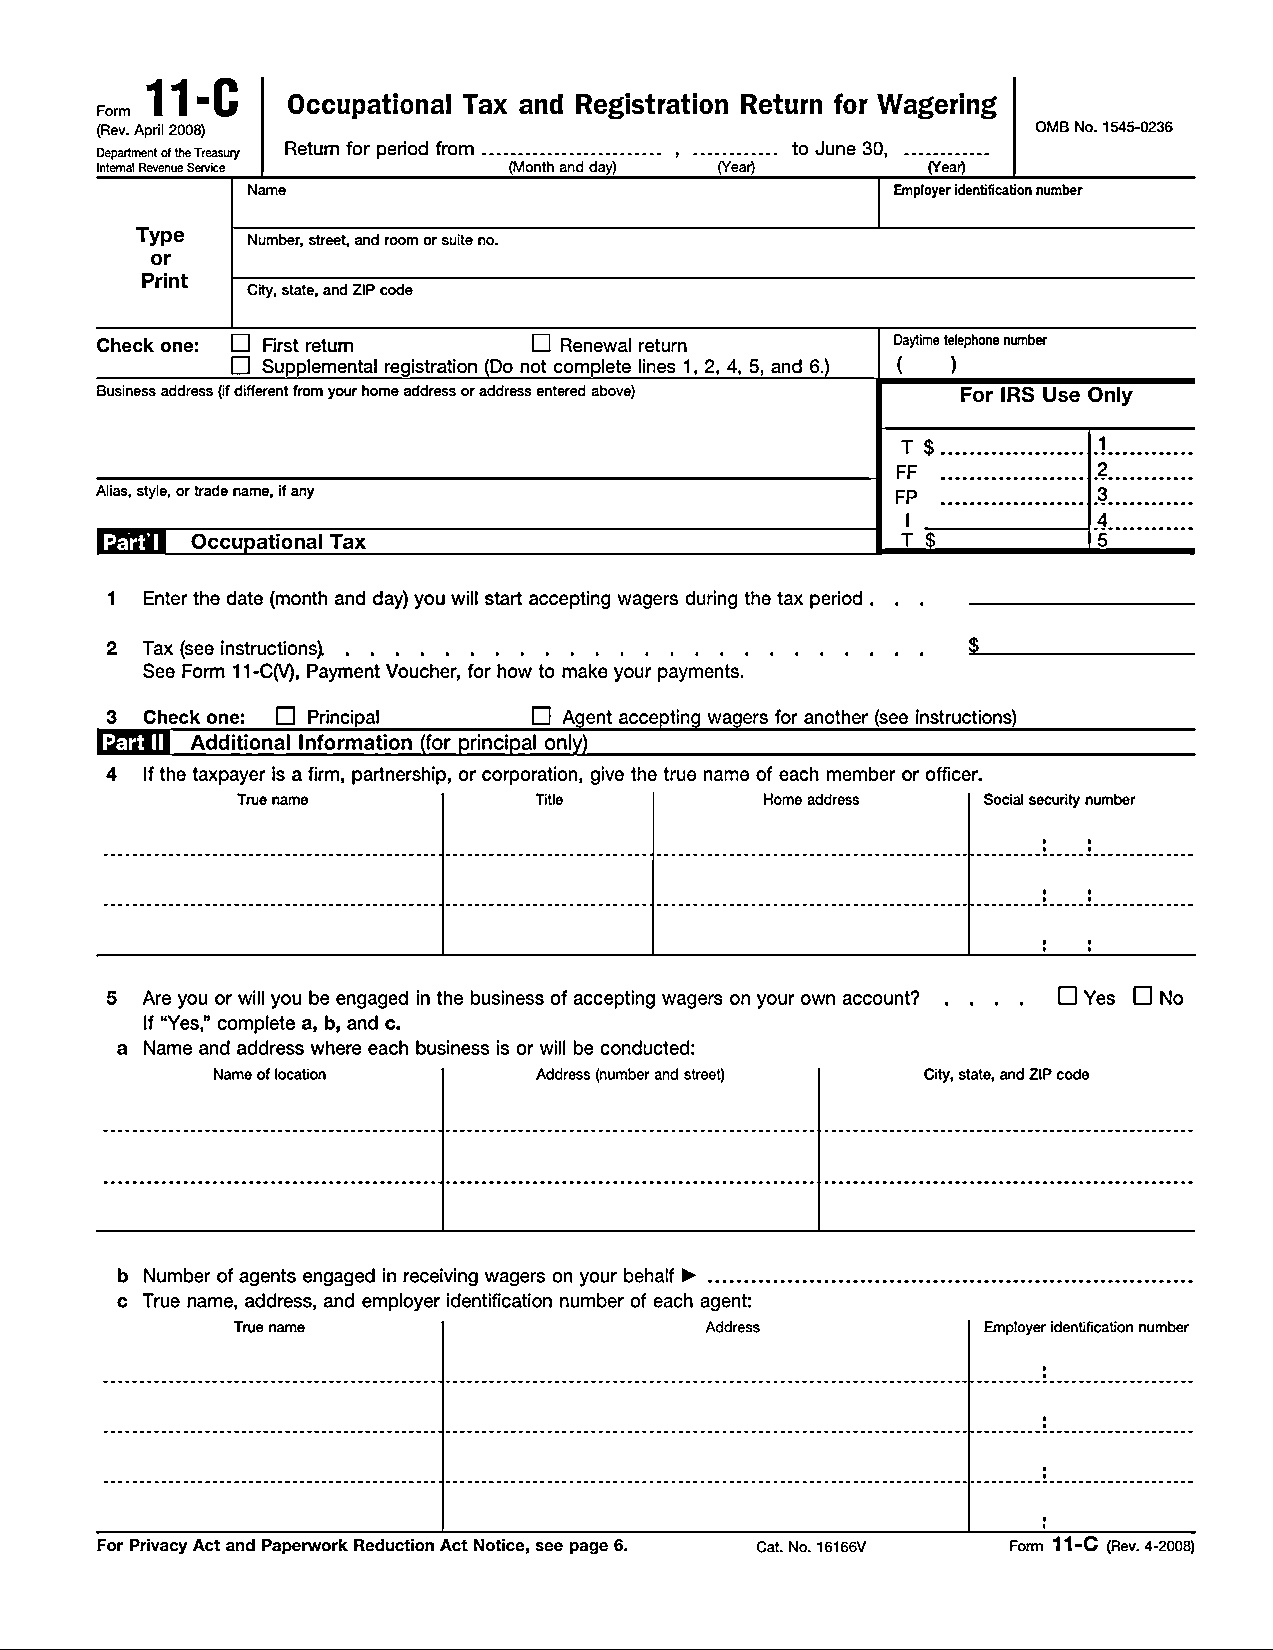 Form 11-C
(Rev. April 2008)
Department of the Treasury
Internal Revenue Service
Occupational Tax and Registration Return for Wagering
Return for period from , to June 30,
(Month and day) (Year) (Year)
OMB No. 1545-0236
Type
or
Print
Name
Employer identification number
Number, street, and room or suite no.
City, state, and ZIP code
Check one: First return Renewal return
Supplemental registration (Do not complete lines 1, 2, 4, 5, and 6.)
Daytime telephone number
( )
Business address (if different from your home address or address entered above)
For IRS Use Only
T $ 1
FF 2
FP 3
I 4
T $ 5
Alias, style, or trade name, if any
Part I Occupational Tax
1 Enter the date (month and day) you will start accepting wagers during the tax period . . .
2 Tax (see instructions) . . . . . . . . . . . . . . . . . . . . . . . . $
See Form 11-C(V), Payment Voucher, for how to make your payments.
3 Check one: Principal Agent accepting wagers for another (see instructions)
Part II Additional Information (for principal only)
4 If the taxpayer is a firm, partnership, or corporation, give the true name of each member or officer.
True name Title Home address Social security number
5 Are you or will you be engaged in the business of accepting wagers on your own account? . . . . Yes No
If "Yes," complete a, b, and c.
a Name and address where each business is or will be conducted:
Name of location Address (number and street) City, state, and ZIP code
b Number of agents engaged in receiving wagers on your behalf ►
c True name, address, and employer identification number of each agent:
True name Address Employer identification number
For Privacy Act and Paperwork Reduction Act Notice, see page 6. Cat. No. 16166V Form 11-C (Rev. 4-2008)